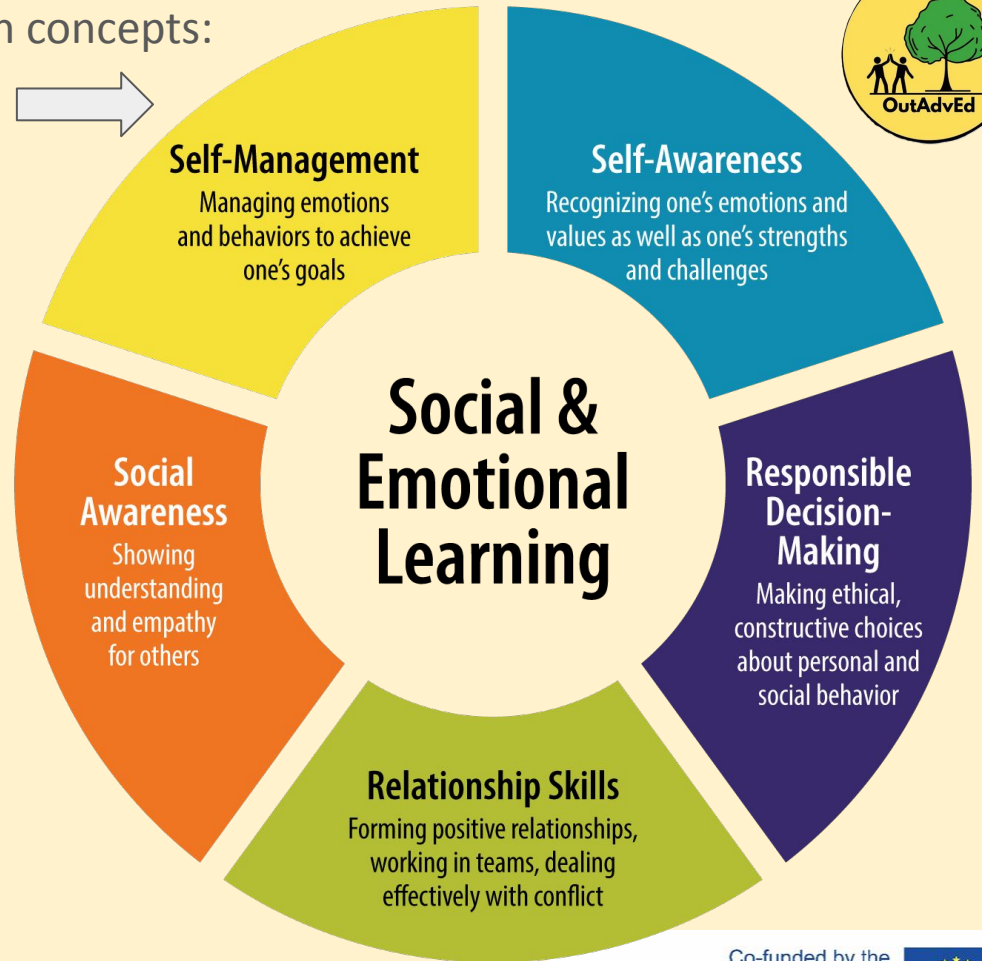 concepts:
OutAdvEd
Self-Management
Managing emotions
and behaviors to achieve
one's goals
Self-Awareness
Recognizing one's emotions and
values as well as one's strengths
and challenges
Social &
Emotional
Learning
Social
Awareness
Showing
understanding
and empathy
for others
Responsible
Decision-
Making
Making ethical,
constructive choices
about personal and
social behavior
Relationship Skills
Forming positive relationships,
working in teams, dealing
effectively with conflict
Co-funded by the